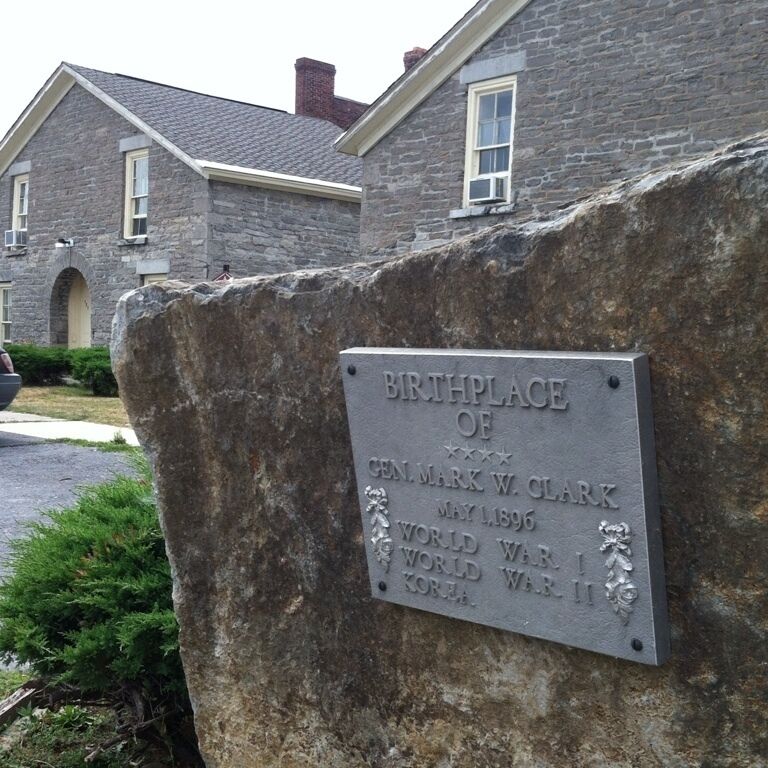 BIRTHPLACE
OF
GEN. MARK W. CLARK
MAY 1, 1896
WORLD WAR I
WORLD WAR II
KOREA